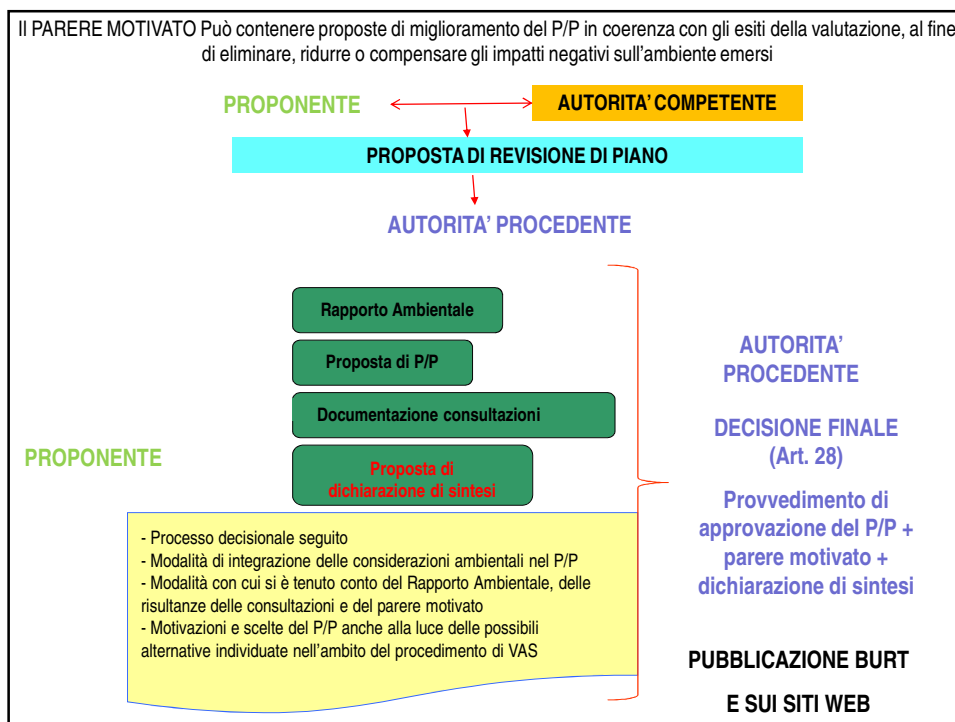 Il PARERE MOTIVATO Può contenere proposte di miglioramento del P/P in coerenza con gli esiti della valutazione, al fine
di eliminare, ridurre o compensare gli impatti negativi sull'ambiente emersi
PROPONENTE
AUTORITA' COMPETENTE
PROPOSTA DI REVISIONE DI PIANO
AUTORITA' PROCEDENTE
Rapporto Ambientale
Proposta di P/P
Documentazione consultazioni
PROPONENTE
Proposta di
dichiarazione di sintesi
- Processo decisionale seguito
- Modalità di integrazione delle considerazioni ambientali nel P/P
- Modalità con cui si è tenuto conto del Rapporto Ambientale, delle
risultanze delle consultazioni e del parere motivato
- Motivazioni e scelte del P/P anche alla luce delle possibili
alternative individuate nell'ambito del procedimento di VAS
AUTORITA'
PROCEDENTE
DECISIONE FINALE
(Art. 28)
Provvedimento di
approvazione del P/P +
parere motivato +
dichiarazione di sintesi
PUBBLICAZIONE BURT
E SUI SITI WEB